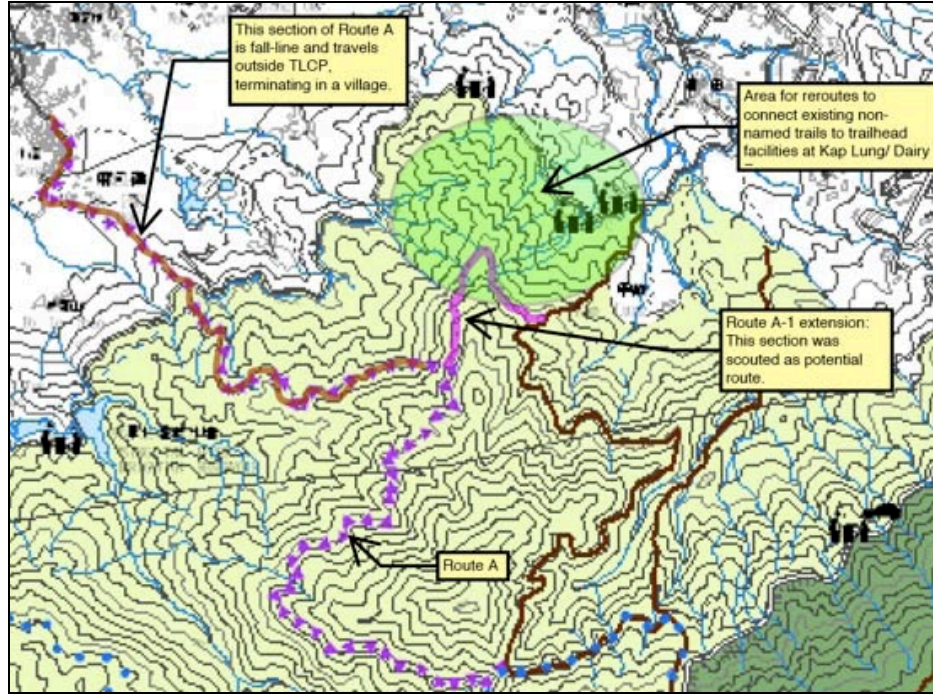 This section of Route A
is fall-line and travels
outside TLCP,
terminating in a village.
Area for reroutes to
connect existing non-
named trails to trailhead
facilities at Kap Lung/ Dairy
Route A-1 extension:
This section was
scouted as potential
route.
Route A